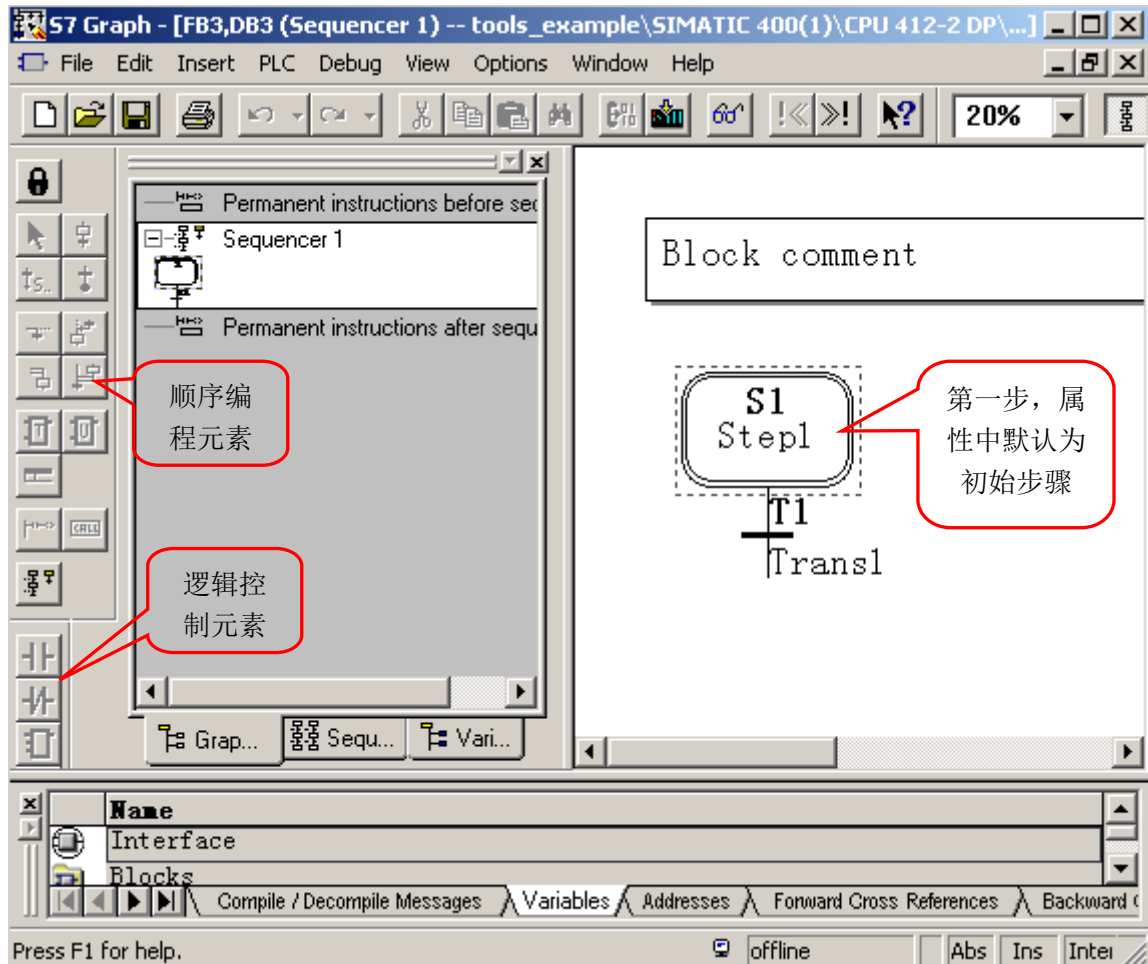 S7 Graph - [FB3,DB3 (Sequencer 1) -- tools_example\SIMATIC 400(1)\CPU 412-2 DP\...]
File Edit Insert PLC Debug View Options Window Help
20%
Permanent instructions before sec
Sequencer 1
Permanent instructions after sequ
顺序编
程元素
逻辑控
制元素
CALL
Block comment
S1
Step1
T1
Trans1
第一步，属
性中默认为
初始步骤
Grap... Sequ... Vari...
Name
Interface
Blocks
Compile / Decompile Messages Variables Addresses Forward Cross References Backward
Press F1 for help. offline Abs Ins Inter